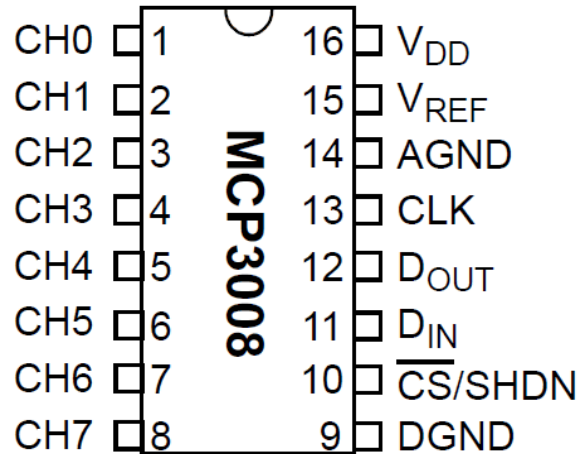 CH0 1 16 VDD
CH1 2 15 VREF
CH2 3 14 AGND
CH3 4 13 CLK
CH4 5 12 DOUT
CH5 6 11 DIN
CH6 7 10 CS/SHDN
CH7 8 9 DGND
MCP3008